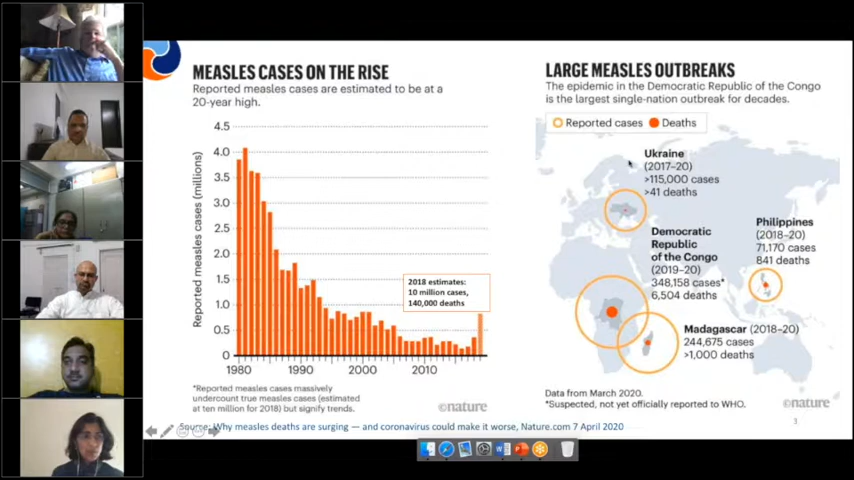 MEASLES CASES ON THE RISE
Reported measles cases are estimated to be at a
20-year high.
4.5
4.0
3.5
3.0
2.5
2.0
1.5
1.0
0.5
0
Reported measles cases (millions)
2018 estimates:
10 million cases,
140,000 deaths
1980
1990
2000
2010
*Reported measles cases massively
undercount true measles cases (estimated
at ten million for 2018) but signify trends.
©nature
LARGE MEASLES OUTBREAKS
The epidemic in the Democratic Republic of the Congo
is the largest single-nation outbreak for decades.
Reported cases
Deaths
Ukraine
(2017–20)
>115,000 cases
>41 deaths
Democratic
Republic
of the Congo
(2019–20)
348,158 cases*
6,504 deaths
Philippines
(2018–20)
71,170 cases
841 deaths
Madagascar (2018–20)
244,675 cases
>1,000 deaths
Data from March 2020.
*Suspected, not yet officially reported to WHO.
©nature
3
Source: Why measles deaths are surging — and coronavirus could make it worse, Nature.com 7 April 2020